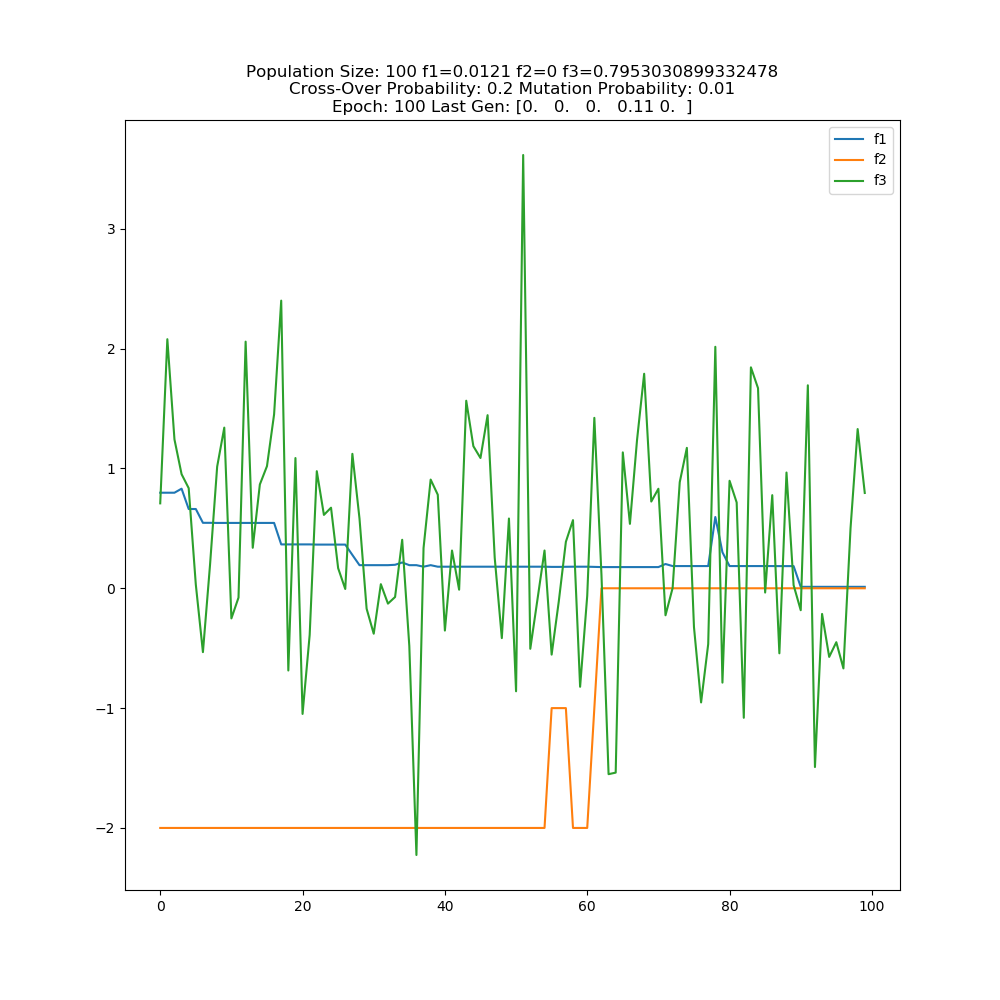 Population Size: 100 f1=0.0121 f2=0 f3=0.7953030899332478
Cross-Over Probability: 0.2 Mutation Probability: 0.01
Epoch: 100 Last Gen: [0.   0.   0.   0.11 0.  ]
f1
f2
f3
3
2
1
0
−1
−2
0 20 40 60 80 100